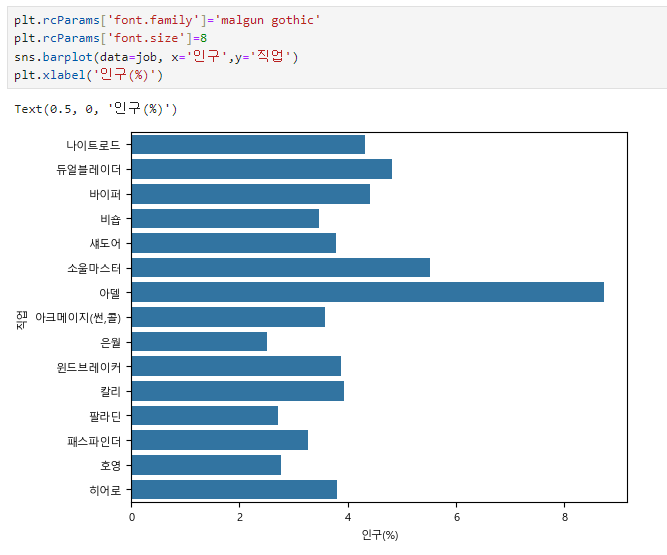 plt.rcParams['font.family']='malgun gothic'
plt.rcParams['font.size']=8
sns.barplot(data=job, x='인구',y='직업')
plt.xlabel('인구(%)')
Text(0.5, 0, '인구(%)')
나이트로드
듀얼블레이더
바이퍼
비숍
섀도어
소울마스터
아델
아크메이지(썬,콜)
은월
윈드브레이커
칼리
팔라딘
패스파인더
호영
히어로
직업
0 2 4 6 8
인구(%)